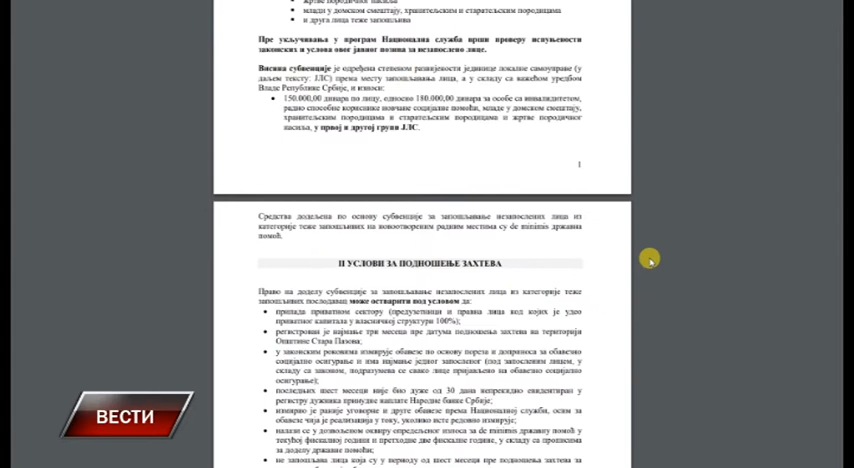 жртве породичног насиља
млади у домском смештају, хранитељским и старатељским породицама
и друга лица теже запошљива
Пре укључивања у програм Национална служба врши проверу испуњености
законских и услова овог јавног позива за незапослено лице.
Висина субвенције је одређена степеном развијености јединице локалне самоуправе (у
даљем тексту: ЈЛС) према месту запошљавања лица, а у складу са важећом уредбом
Владе Републике Србије, и износи:
150.000,00 динара по лицу, односно 180.000,00 динара за особе са инвалидитетом,
радно способне кориснике новчане социјалне помоћи, младе у домском смештају,
хранитељским породицама и старатељским породицама и жртве породичног
насиља, у првој и другој групи ЈЛС.
1
Средства додељена по основу субвенције за запошљавање незапослених лица из
категорије теже запошљивих на новоотвореним радним местима су de minimis државна
помоћ.
II УСЛОВИ ЗА ПОДНОШЕЊЕ ЗАХТЕВА
Право на доделу субвенције за запошљавање незапослених лица из категорије теже
запошљивих послодавац може остварити под условом да:
припада приватном сектору (предузетници и правна лица код којих је удео
приватног капитала у власничкој структури 100%);
регистрован је најмање три месеца пре датума подношења захтева на територији
Општине Стара Пазова;
у законским роковима измирује обавезе по основу пореза и доприноса за обавезно
социјално осигурање и има најмање једног запосленог (под запосленим лицем, у
складу са законом, подразумева се свако лице пријављено на обавезно социјално
осигурање);
последњих шест месеци није био дуже од 30 дана непрекидно евидентиран у
регистру дужника принудне наплате Народне банке Србије;
измирио је раније уговорне и друге обавезе према Националној служби, осим за
обавезе чија је реализација у току, уколико исте редовно измирује;
налази се у дозвољеном оквиру опредељеног износа за de minimis државну помоћ у
текућој фискалној години и претходне две фискалне године, у складу са прописима
за доделу државне помоћи;
не запошљава лица која су у периоду од шест месеци пре подношења захтева за
ВЕСТИ